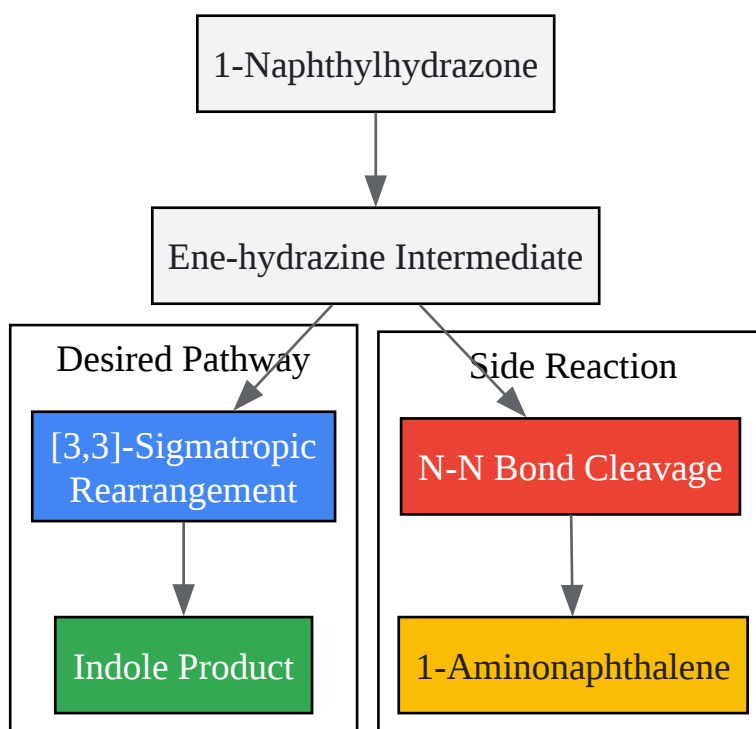 1-Naphthylhydrazone
Ene-hydrazine Intermediate
Desired Pathway
[3,3]-Sigmatropic
Rearrangement
Indole Product
Side Reaction
N-N Bond Cleavage
1-Aminonaphthalene